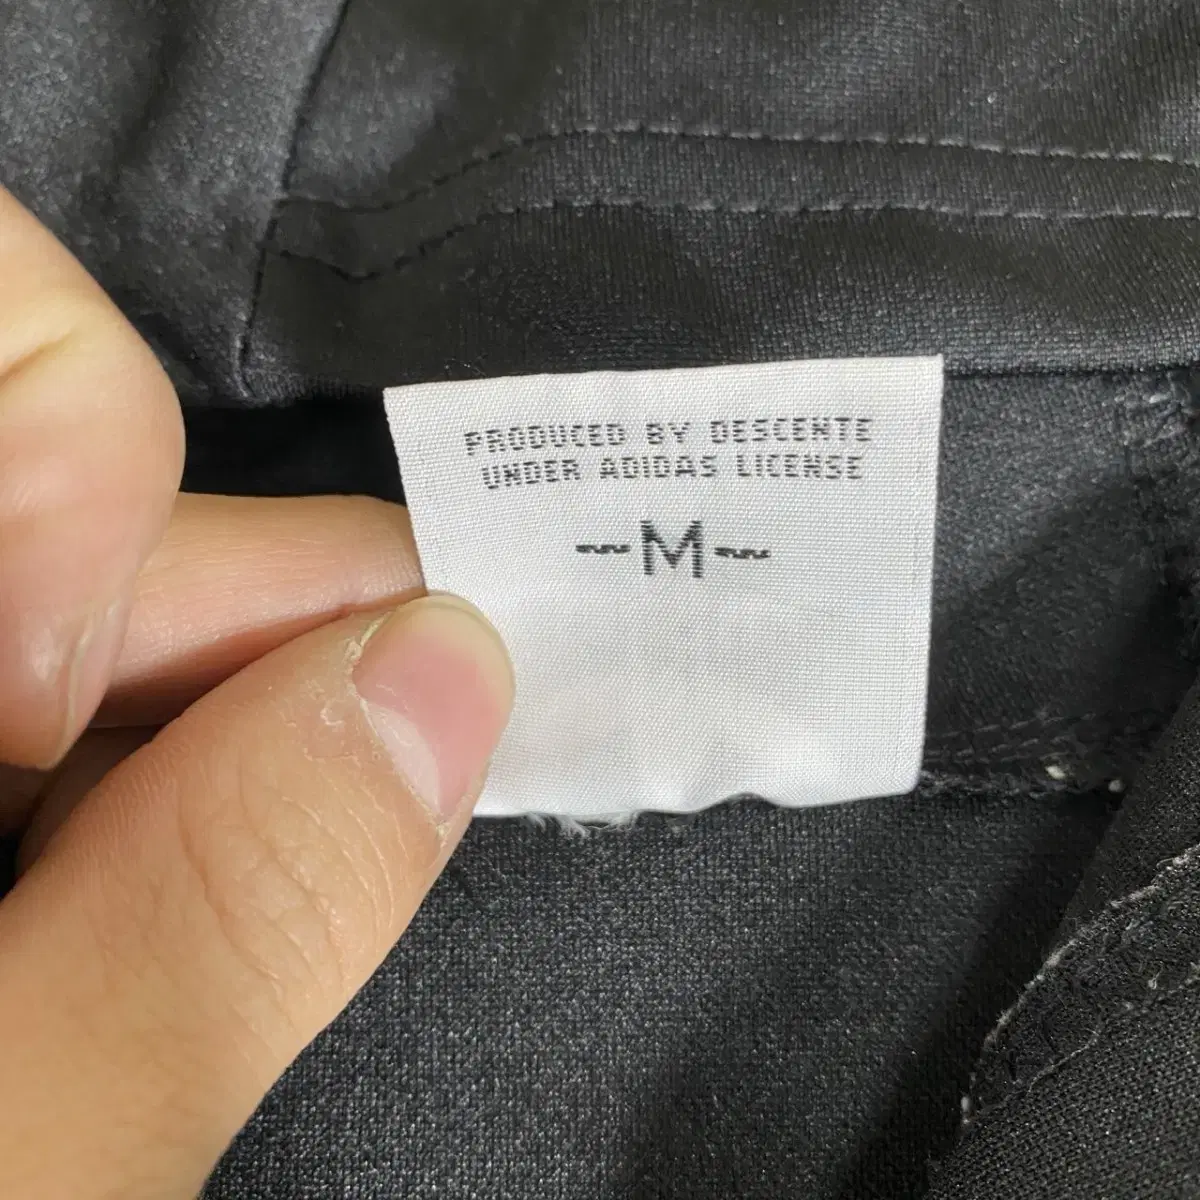 PRODUCED BY DESCENTE
UNDER ADIDAS LICENSE
-M-